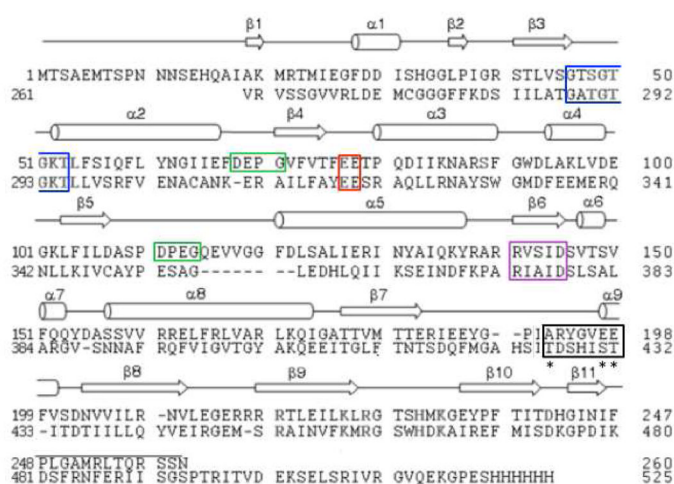 β1 α1 β2 β3
1 MTSAEMTSPN NNSEHQAIAK MRTMIEGFDD ISHGGLPIGR STLVSGTSGT 50
261 VR VSSGVVRLDE MCGGGFFKDS IILATGATGT 292
α2 β4 α3 α4
51 GKTLFSIQFL YNGIIEFDEP GVFVTFEETP QDIIKNARSF GWDLAKLVDE 100
293 GKTLLVSRFV ENACANK-ER AILFAYEESR AQLLRNAYSW GMDFEEMERQ 341
β5 α5 β6 α6
101 GKLFILDASP DPEGQEVVGG FDLSALIERI NYAIQKYRAR RVSIDSVTSV 150
342 NLLKIVCAYP ESAG------ --LEDHLQII KSEINDFKPA RIAIDSLSAL 383
α7 α8 β7 α9
151 FQQYDASSVV RRELFRLVAR LKQIGATTVM TTERIEEYG- -PIARYGVEE 198
384 ARGV-SNNAF RQFVIGVTGY AKQEEITGLF TNTSDQFMGA HSITDSHIST 432
* **
β8 β9 β10 β11
199 FVSDNVVILR -NVLEGERRR RTLEILKLRG TSHMKGEYPF TITDHGINIF 247
433 -ITDTIILLQ YVEIRGEM-S RAINVFKMRG SWHDKAIREF MISDKGPDIK 480
248 PLGAMRLTQR SSN 260
481 DSFRNFERII SGSPTRITVD EKSELSRIVR GVQEKGPESHHHHHH 525